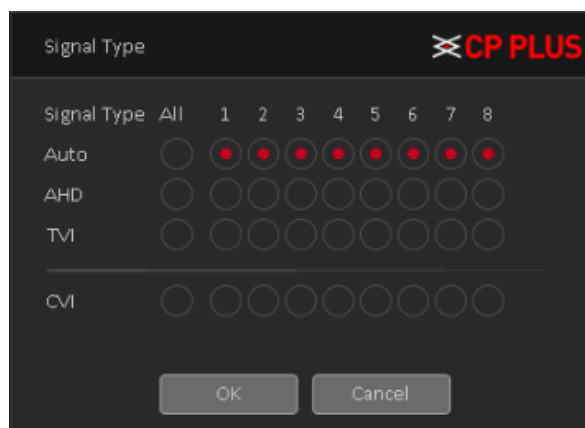 Signal Type
CP PLUS
Signal Type All 1 2 3 4 5 6 7 8
Auto
AHD
TVI
CVI
OK Cancel